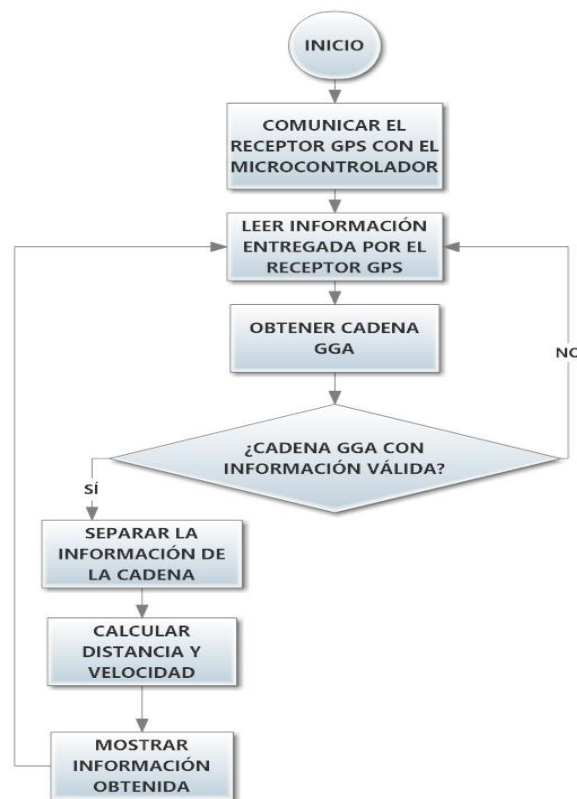 INICIO
COMUNICAR EL
RECEPTOR GPS CON EL
MICROCONTROLADOR
LEER INFORMACIÓN
ENTREGADA POR EL
RECEPTOR GPS
OBTENER CADENA
GGA
NO
¿CADENA GGA CON
INFORMACIÓN VÁLIDA?
SÍ
SEPARAR LA
INFORMACIÓN DE
LA CADENA
CALCULAR
DISTANCIA Y
VELOCIDAD
MOSTRAR
INFORMACIÓN
OBTENIDA